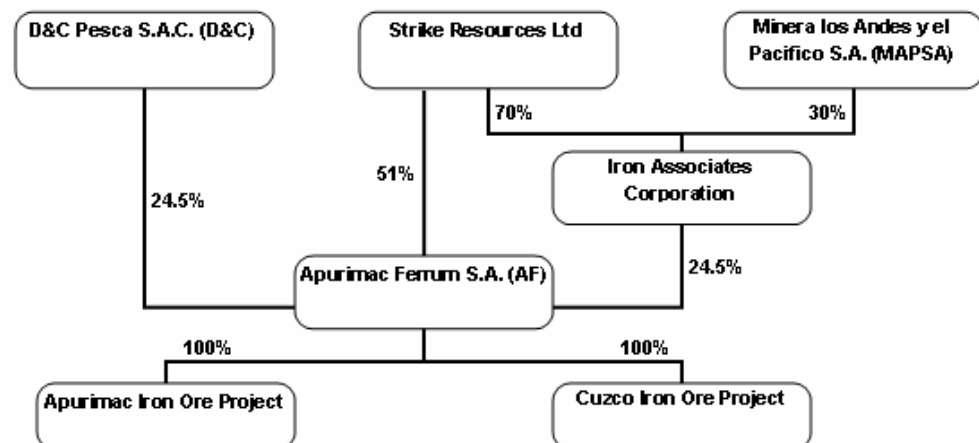 D&C Pesca S.A.C. (D&C)
Strike Resources Ltd
Minera los Andes y el
Pacifico S.A. (MAPSA)
70%
30%
Iron Associates
Corporation
51%
24.5%
24.5%
Apurimac Ferrum S.A. (AF)
100%
100%
Apurimac Iron Ore Project
Cuzco Iron Ore Project